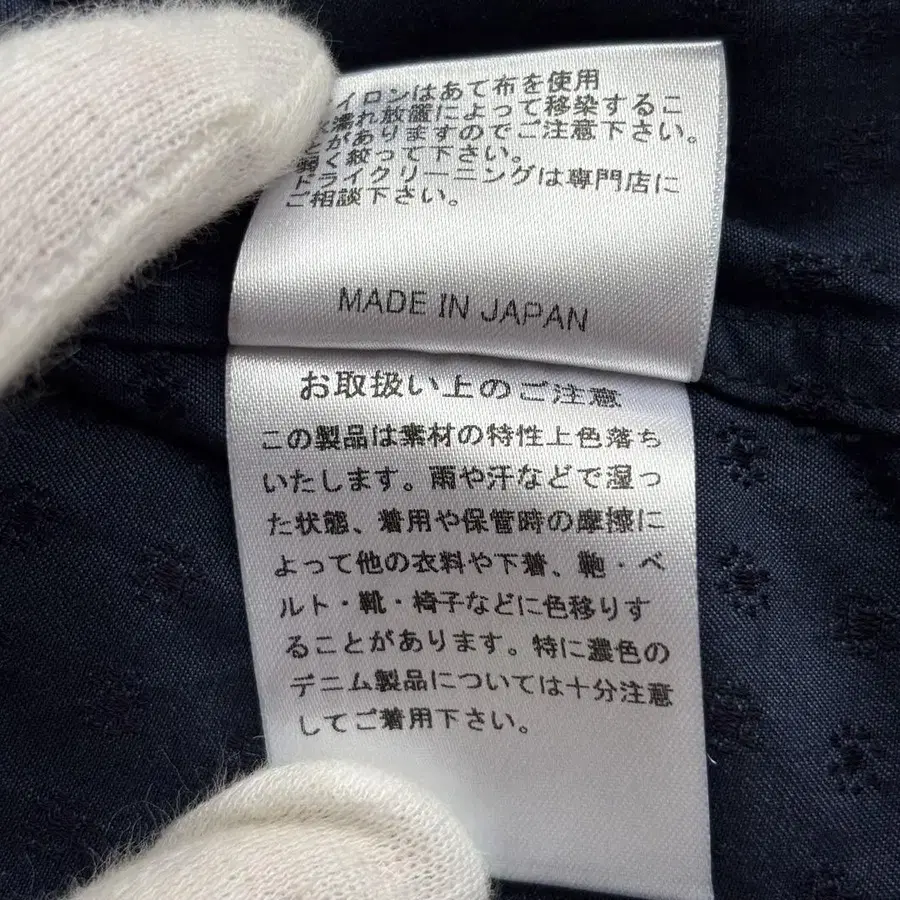 イロンはあて布を使用
濡れ放置によって移染するこ
とがありますのでご注意下さい。
弱く絞って下さい。
ドライクリーニングは専門店に
ご相談下さい。
MADE IN JAPAN
お取扱い上のご注意
この製品は素材の特性上色落ち
いたします。雨や汗などで湿っ
た状態、着用や保管時の摩擦に
よって他の衣料や下着、鞄・ベ
ルト・靴・椅子などに色移りす
ることがあります。特に濃色の
デニム製品については十分注意
してご着用下さい。